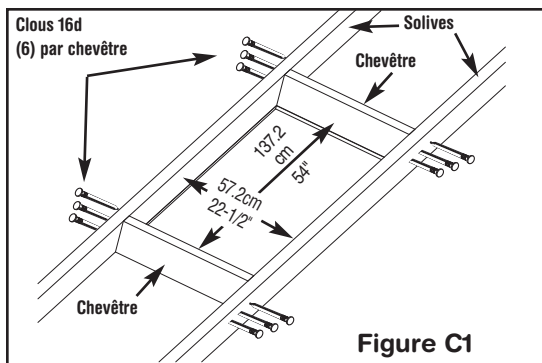 Clous 16d
(6) par chevêtre
Solives
Chevêtre
137.2
cm
54"
57.2cm
22-1/2"
Chevêtre
Figure C1